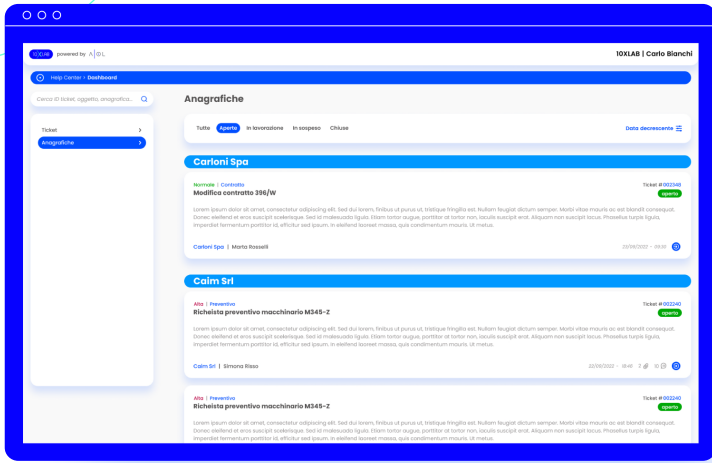 10XLAB powered by A|OL
10XLAB | Carlo Bianchi
Help Center > Dashboard
Cerca ID ticket, oggetto, anagrafica...
Anagrafiche
Ticket
Anagrafiche
Tutte Aperte In lavorazione In sospeso Chiuse
Data decrescente
Carloni Spa
Normale | Contratto
Ticket #002348
Modifica contratto 396/W
aperto
Lorem ipsum dolor sit amet, consectetur adipiscing elit. Sed dui lorem, finibus ut purus ut, tristique fringilla est. Nullam feugiat dictum semper. Morbi vitae mauris ac est blandit consequat.
Donec eleifend et eros suscipit scelerisque. Sed id malesuada ligula. Etiam tortor augue, porttitor at tortor non, iaculis suscipit erat. Aliquam non suscipit lacus. Phasellus turpis ligula,
imperdiet fermentum porttitor id, efficitur sed ipsum. In eleifend laoreet massa, quis condimentum mauris. Ut metus.
Carloni Spa | Marta Rosselli
Caim Srl
Alta | Preventivo
Ticket #002240
Richeista preventivo macchinario M345-Z
aperto
Lorem ipsum dolor sit amet, consectetur adipiscing elit. Sed dui lorem, finibus ut purus ut, tristique fringilla est. Nullam feugiat dictum semper. Morbi vitae mauris ac est blandit consequat.
Donec eleifend et eros suscipit scelerisque. Sed id malesuada ligula. Etiam tortor augue, porttitor at tortor non, iaculis suscipit erat. Aliquam non suscipit lacus. Phasellus turpis ligula,
imperdiet fermentum porttitor id, efficitur sed ipsum. In eleifend laoreet massa, quis condimentum mauris. Ut metus.
Caim Srl | Simona Risso
22/09/2022 - 18:40 2 10
Alta | Preventivo
Ticket #002240
Richeista preventivo macchinario M345-Z
aperto
Lorem ipsum dolor sit amet, consectetur adipiscing elit. Sed dui lorem, finibus ut purus ut, tristique fringilla est. Nullam feugiat dictum semper. Morbi vitae mauris ac est blandit consequat.
Donec eleifend et eros suscipit scelerisque. Sed id malesuada ligula. Etiam tortor augue, porttitor at tortor non, iaculis suscipit erat. Aliquam non suscipit lacus. Phasellus turpis ligula,
imperdiet fermentum porttitor id, efficitur sed ipsum. In eleifend laoreet massa, quis condimentum mauris. Ut metus.